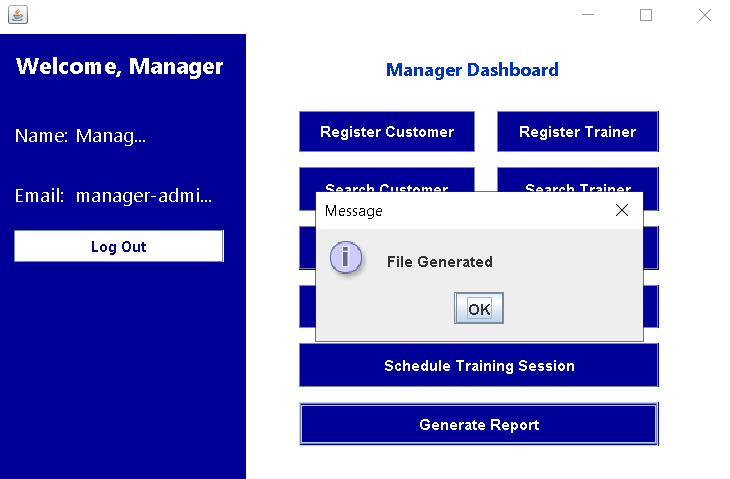 Welcome, Manager
Name: Manag...
Email: manager-admi...
Log Out
Manager Dashboard
Register Customer
Register Trainer
Search Customer
Search Trainer
Message
File Generated
OK
Schedule Training Session
Generate Report